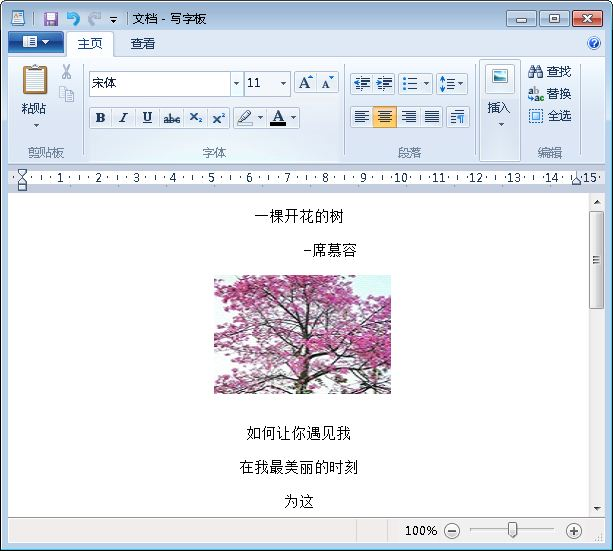 文档 - 写字板
主页 查看
粘贴
剪贴板
宋体 11 A A
B I U abc X₂ X² A
字体
段落
插入
查找
替换
全选
编辑
1 2 3 4 5 6 7 8 9 10 11 12 13 14 15
一棵开花的树
-席慕容
如何让你遇见我
在我最美丽的时刻
为这
100%